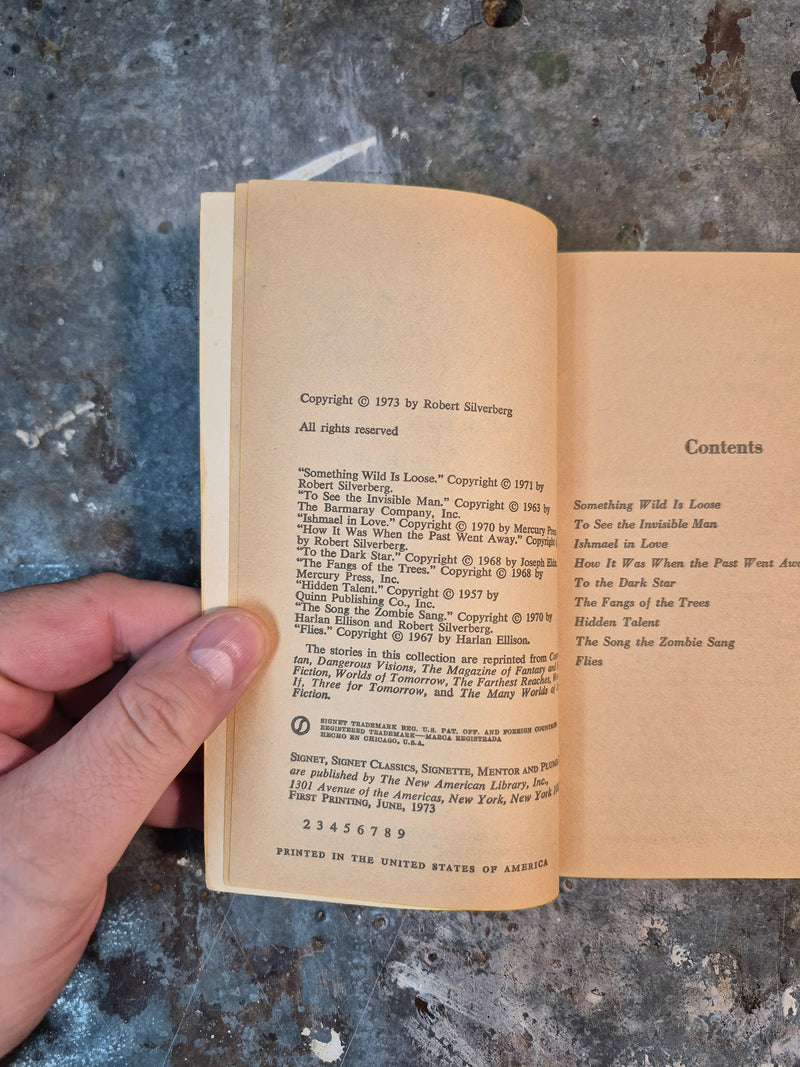 Copyright © 1973 by Robert Silverberg
All rights reserved
“Something Wild Is Loose.” Copyright © 1971 by
Robert Silverberg.
“To See the Invisible Man.” Copyright © 1963 by
The Barmaray Company, Inc.
“Ishmael in Love.” Copyright © 1970 by Mercury Press,
“How It Was When the Past Went Away.” Copyright
by Robert Silverberg.
“To the Dark Star.” Copyright © 1968 by Joseph
“The Fangs of the Trees.” Copyright © 1968 by
Mercury Press, Inc.
“Hidden Talent.” Copyright © 1957 by
Quinn Publishing Co., Inc.
“The Song the Zombie Sang.” Copyright © 1970 by
Harlan Ellison and Robert Silverberg.
“Flies.” Copyright © 1967 by Harlan Ellison.
The stories in this collection are reprinted from
tan, Dangerous Visions, The Magazine of Fantasy and
Fiction, Worlds of Tomorrow, The Farthest Reaches,
If, Three for Tomorrow, and The Many Worlds of
Fiction.
SIGNET TRADEMARK REG. U.S. PAT. OFF. AND FOREIGN COUNTRIES
REGISTERED TRADEMARK—MARCA REGISTRADA
HECHO EN CHICAGO, U.S.A.
SIGNET, SIGNET CLASSICS, SIGNETTE, MENTOR AND PLUME
are published by The New American Library, Inc.,
1301 Avenue of the Americas, New York, New York
FIRST PRINTING, JUNE, 1973
2 3 4 5 6 7 8 9
PRINTED IN THE UNITED STATES OF AMERICA
Contents
Something Wild Is Loose
To See the Invisible Man
Ishmael in Love
How It Was When the Past Went
To the Dark Star
The Fangs of the Trees
Hidden Talent
The Song the Zombie Sang
Flies